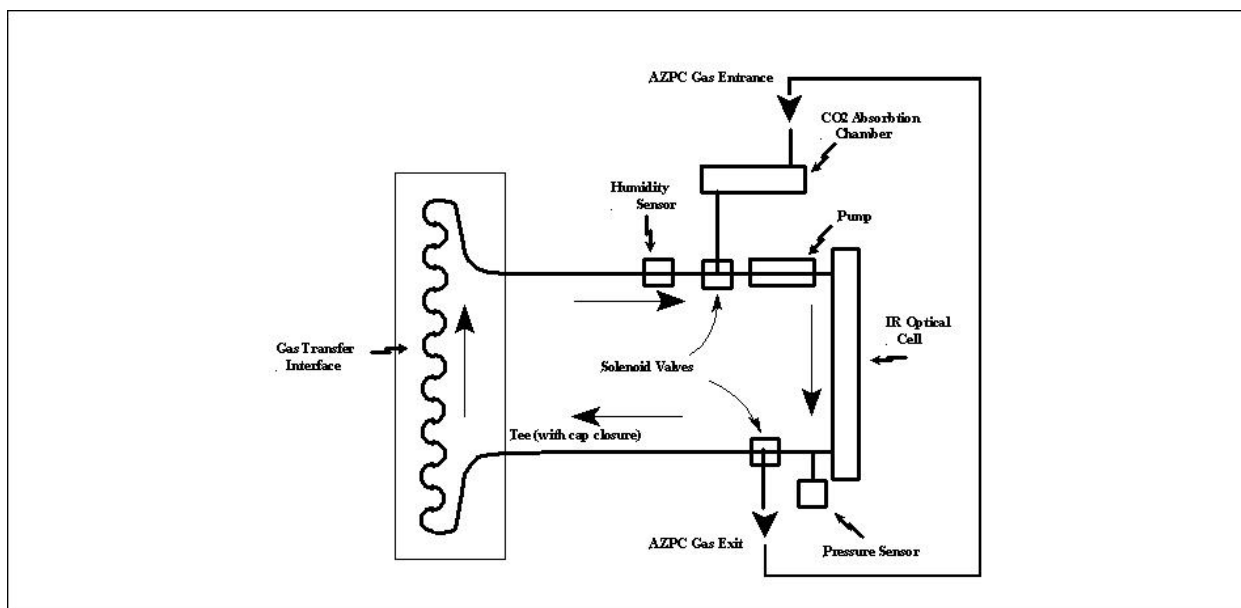 AZPC Gas Entrance
CO2 Absorbtion
Chamber
Humidity
Sensor
Pump
IR Optical
Cell
Gas Transfer
Interface
Solenoid Valves
Tee (with cap closure)
AZPC Gas Exit
Pressure Sensor